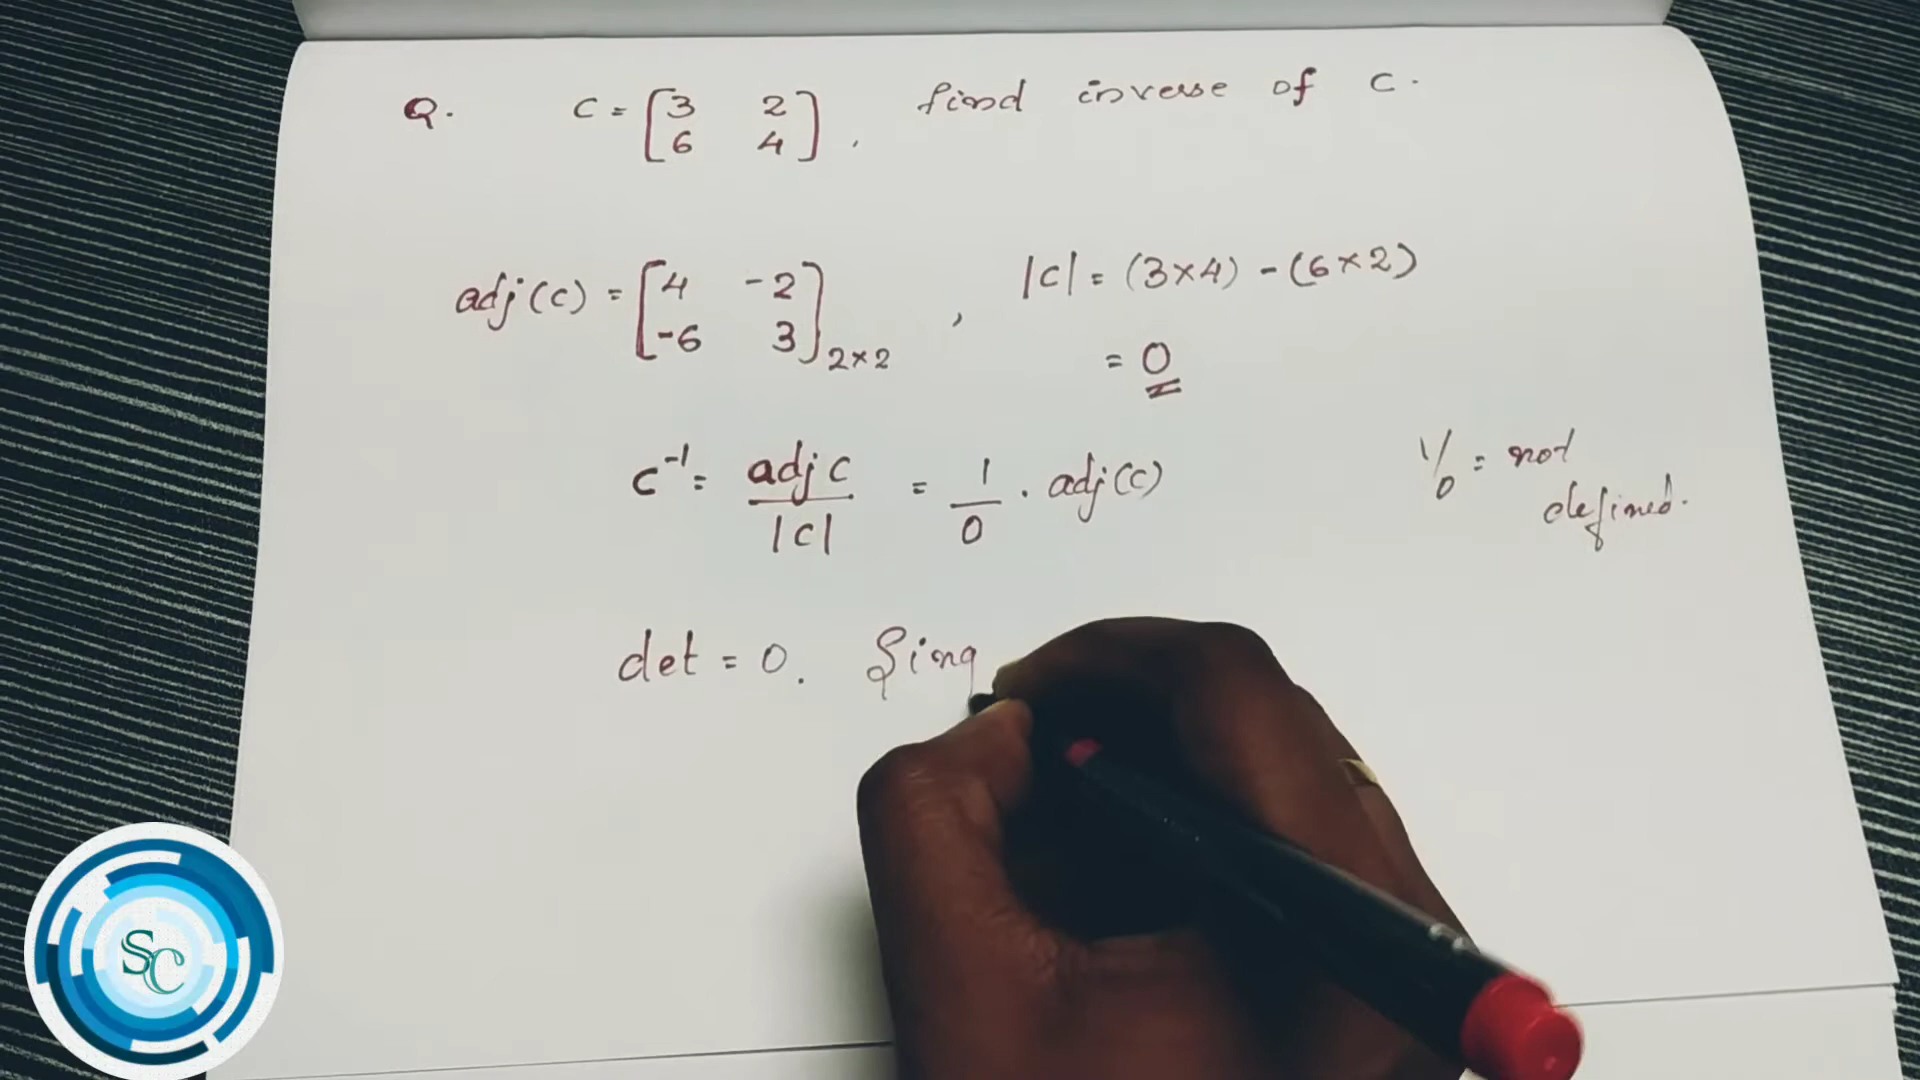 Q. C = [3 2
6 4], find inverse of C.
adj(C) = [4 -2
-6 3]2×2 , |C| = (3×4) - (6×2)
= 0
C⁻¹ = adj C / |C| = 1/0 . adj(C)
1/0 = not
defined.
det = 0. Sing
SC